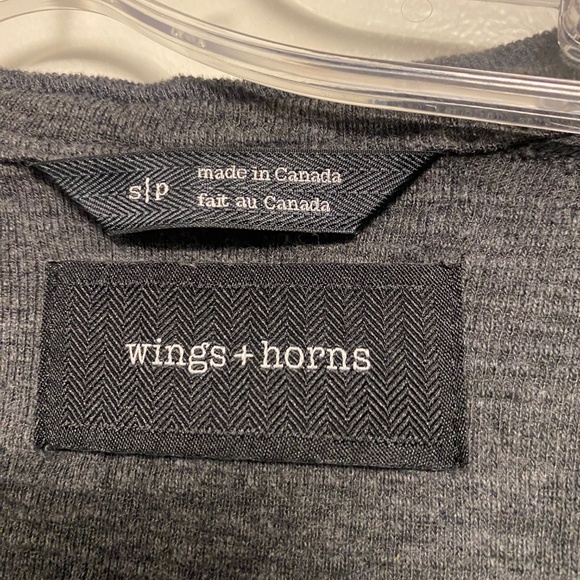 s|p
made in Canada
fait au Canada
wings+horns